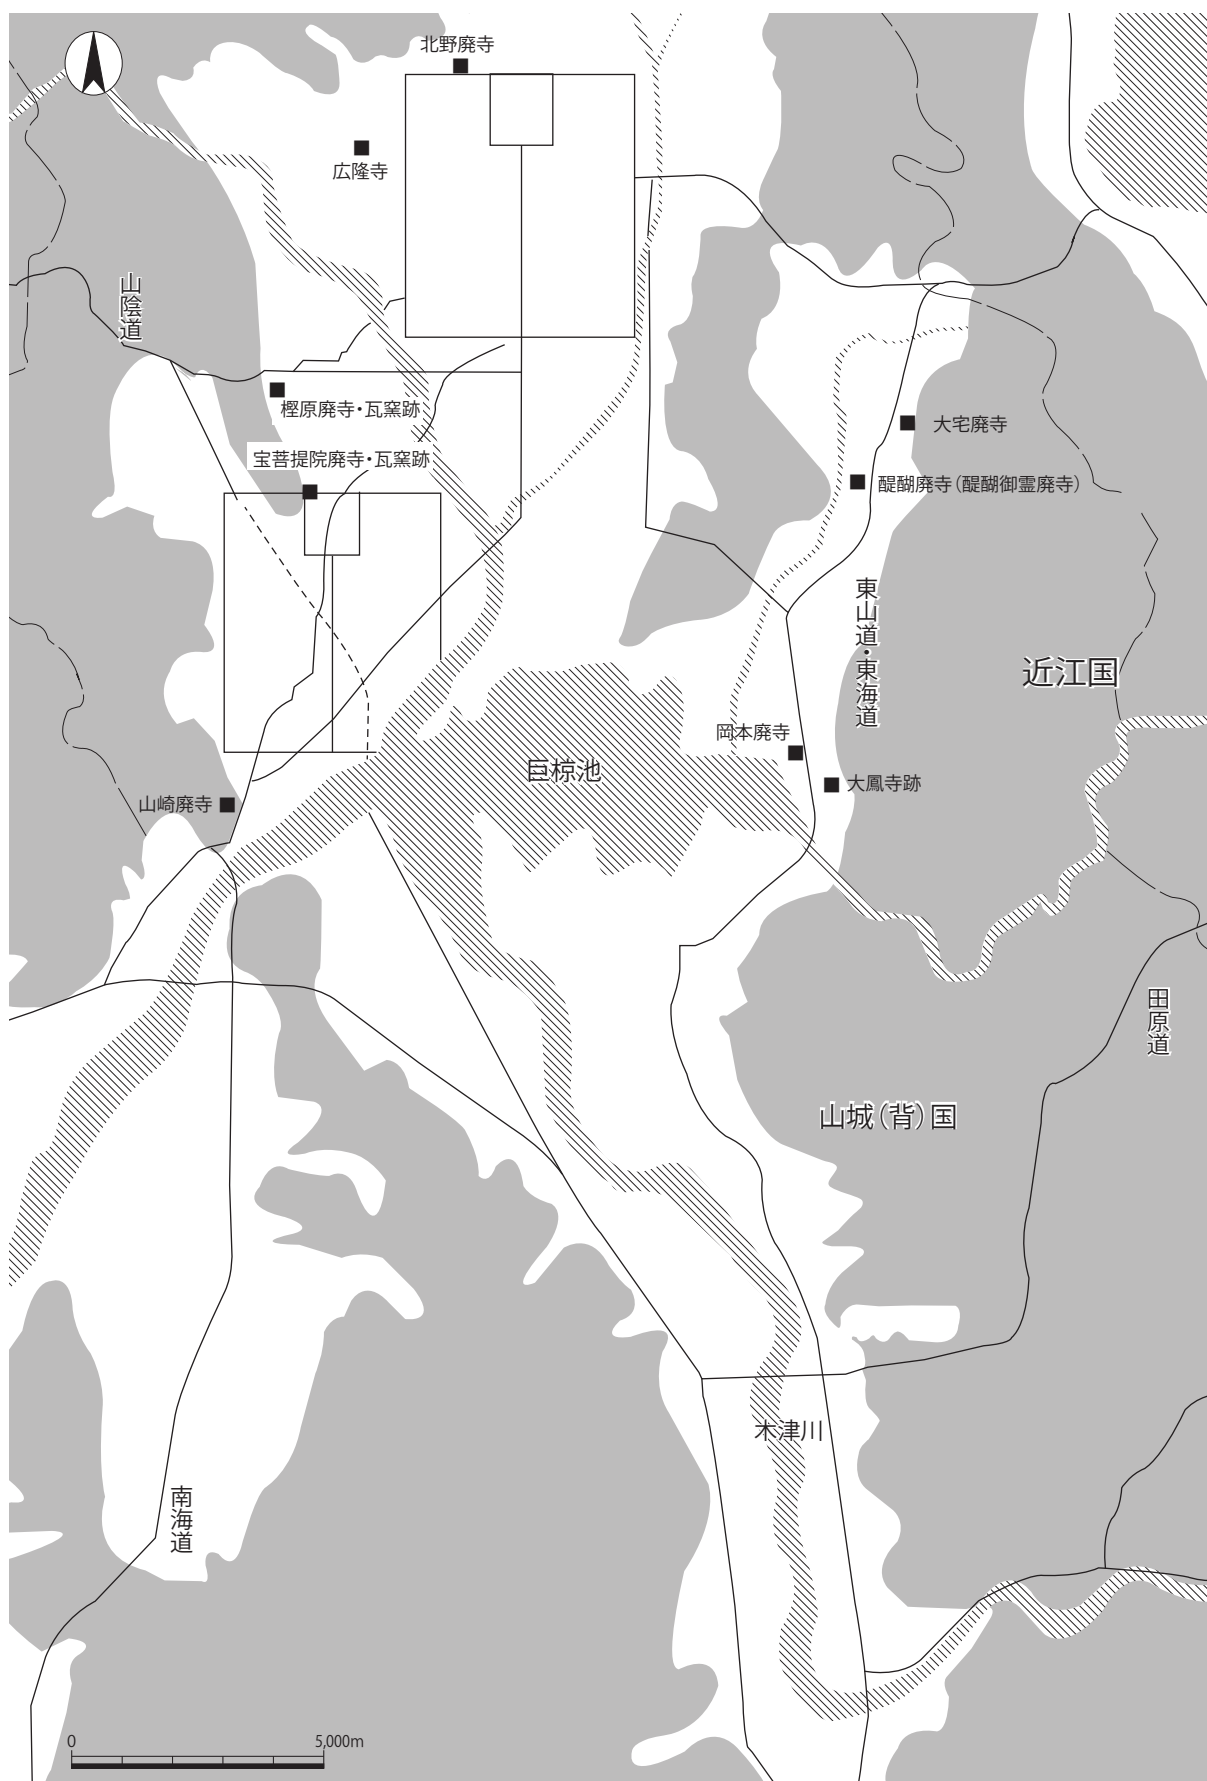 北野廃寺
広隆寺
山陰道
樫原廃寺・瓦窯跡
宝菩提院廃寺・瓦窯跡
大宅廃寺
醍醐廃寺（醍醐御霊廃寺）
東山道・東海道
近江国
岡本廃寺
巨椋池
大鳳寺跡
山崎廃寺
田原道
山城（背）国
木津川
南海道
0 5,000m